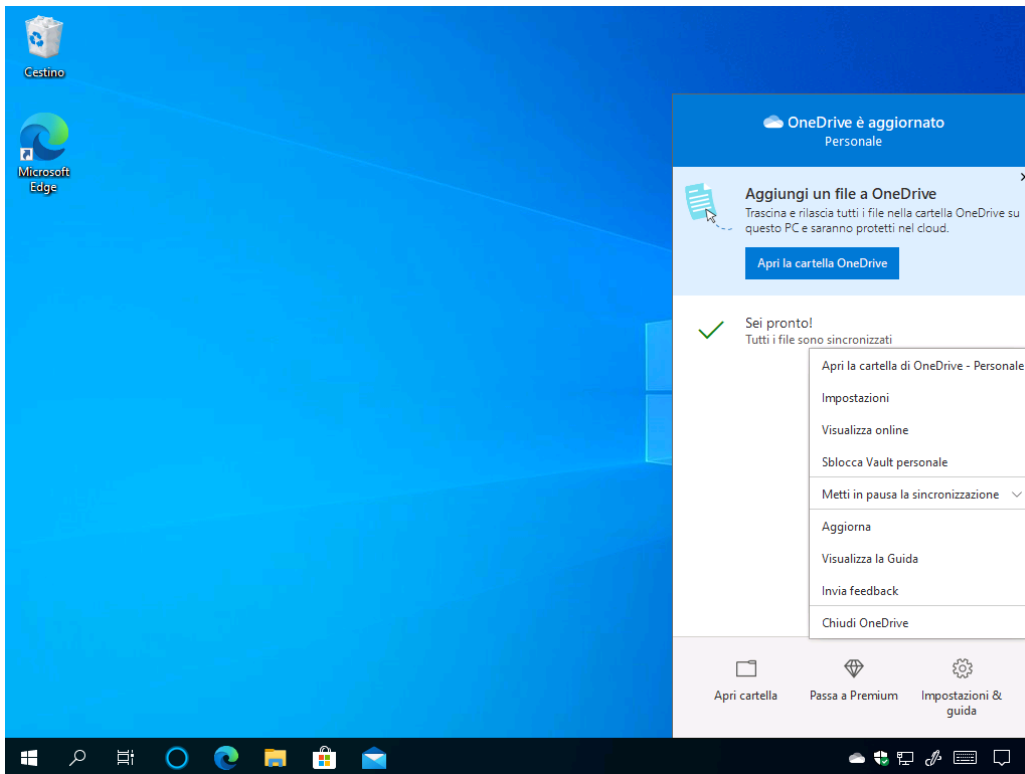 Cestino
Microsoft
Edge
OneDrive è aggiornato
Personale
Aggiungi un file a OneDrive
Trascina e rilascia tutti i file nella cartella OneDrive su
questo PC e saranno protetti nel cloud.
Apri la cartella OneDrive
Sei pronto!
Tutti i file sono sincronizzati
Apri la cartella di OneDrive - Personale
Impostazioni
Visualizza online
Sblocca Vault personale
Metti in pausa la sincronizzazione
Aggiorna
Visualizza la Guida
Invia feedback
Chiudi OneDrive
Apri cartella
Passa a Premium
Impostazioni &
guida